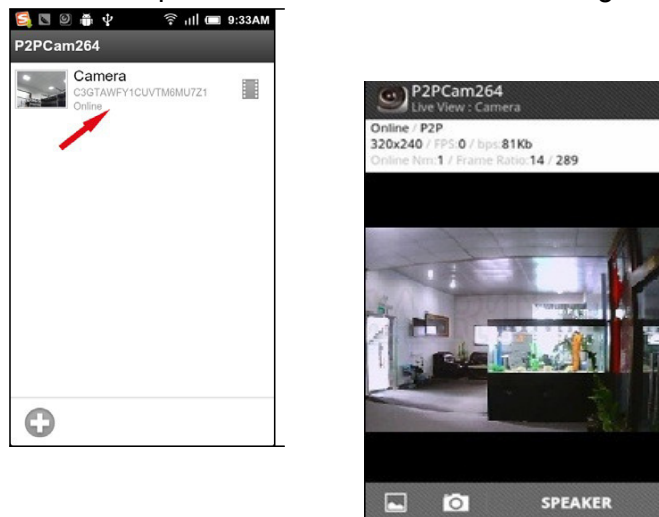 9:33AM
P2PCam264
Camera
C3GTAWFY1CUVTM6MU7Z1
Online
P2PCam264
Live View : Camera
Online / P2P
320x240 / FPS:0 / bps:81Kb
Online Nm:1 / Frame Ratio:14 / 289
SPEAKER